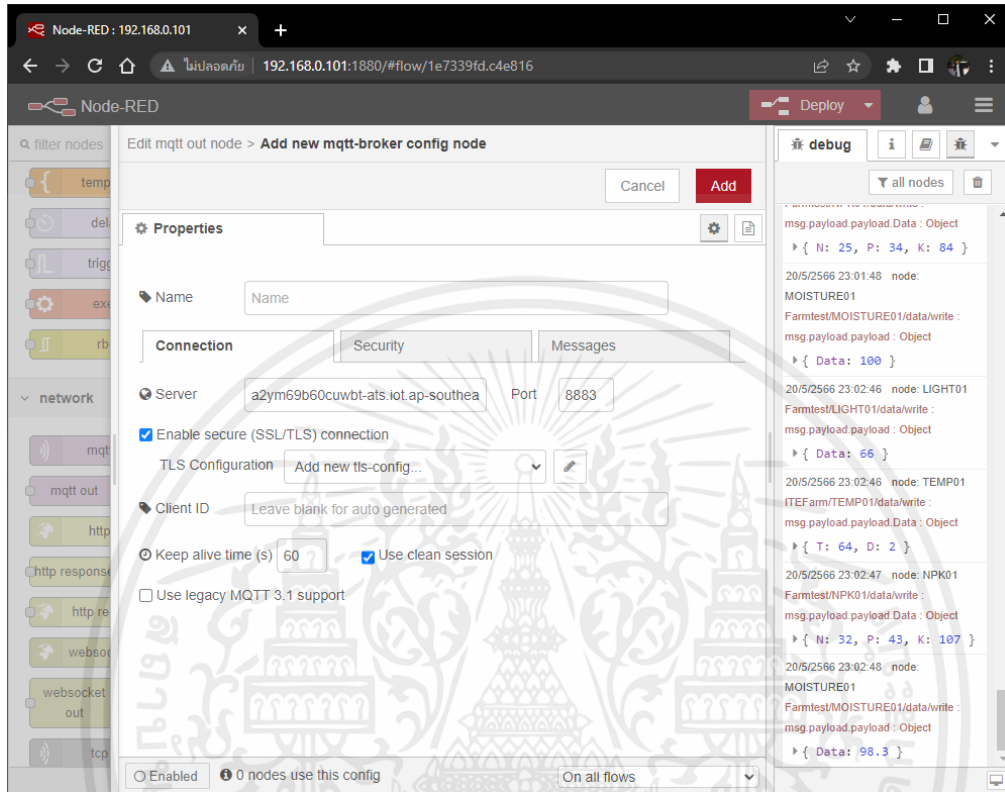 Node-RED : 192.168.0.101
ไม่ปลอดภัย | 192.168.0.101:1880/#flow/1e7339fd.c4e816
Node-RED
Deploy
filter nodes
temp
del
trigg
exe
rb
network
mqt
mqtt out
http
http response
http re
websoc
websocket
out
tcp
Edit mqtt out node > Add new mqtt-broker config node
Cancel
Add
Properties
Name
Name
Connection
Security
Messages
Server
a2ym69b60cuwbt-ats.iot.ap-southea
Port
8883
Enable secure (SSL/TLS) connection
TLS Configuration
Add new tls-config...
Client ID
Leave blank for auto generated
Keep alive time (s)
60
Use clean session
Use legacy MQTT 3.1 support
Enabled
0 nodes use this config
On all flows
debug
i
all nodes
msg.payload.payload.Data : Object
{ N: 25, P: 34, K: 84 }
20/5/2566 23:01:48 node:
MOISTURE01
Farmtest/MOISTURE01/data/write :
msg.payload.payload : Object
{ Data: 100 }
20/5/2566 23:02:46 node: LIGHT01
Farmtest/LIGHT01/data/write :
msg.payload.payload : Object
{ Data: 66 }
20/5/2566 23:02:46 node: TEMP01
ITEFarm/TEMP01/data/write :
msg.payload.payload.Data : Object
{ T: 64, D: 2 }
20/5/2566 23:02:47 node: NPK01
Farmtest/NPK01/data/write :
msg.payload.payload.Data : Object
{ N: 32, P: 43, K: 107 }
20/5/2566 23:02:48 node:
MOISTURE01
Farmtest/MOISTURE01/data/write :
msg.payload.payload : Object
{ Data: 98.3 }